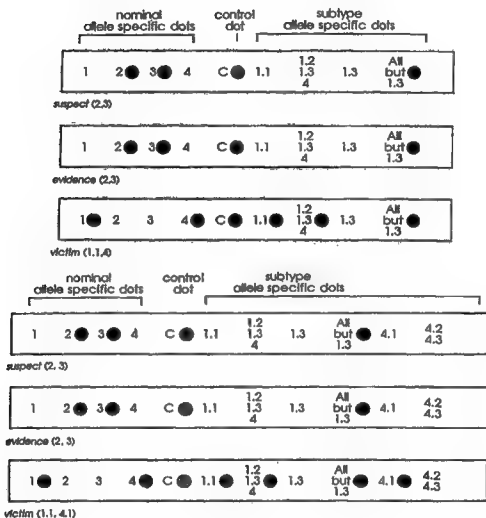 nominal control subtype
allele specific dots dot allele specific dots
1 2 3 4 C 1.1 1.2 1.3 4 1.3 All but 1.3
suspect (2,3)
1 2 3 4 C 1.1 1.2 1.3 4 1.3 All but 1.3
evidence (2,3)
1 2 3 4 C 1.1 1.2 1.3 4 1.3 All but 1.3
victim (1.1,4)
nominal control subtype
allele specific dots dot allele specific dots
1 2 3 4 C 1.1 1.2 1.3 4 1.3 All but 1.3 4.1 4.2 4.3
suspect (2, 3)
1 2 3 4 C 1.1 1.2 1.3 4 1.3 All but 1.3 4.1 4.2 4.3
evidence (2, 3)
1 2 3 4 C 1.1 1.2 1.3 4 1.3 All but 1.3 4.1 4.2 4.3
victim (1.1, 4.1)